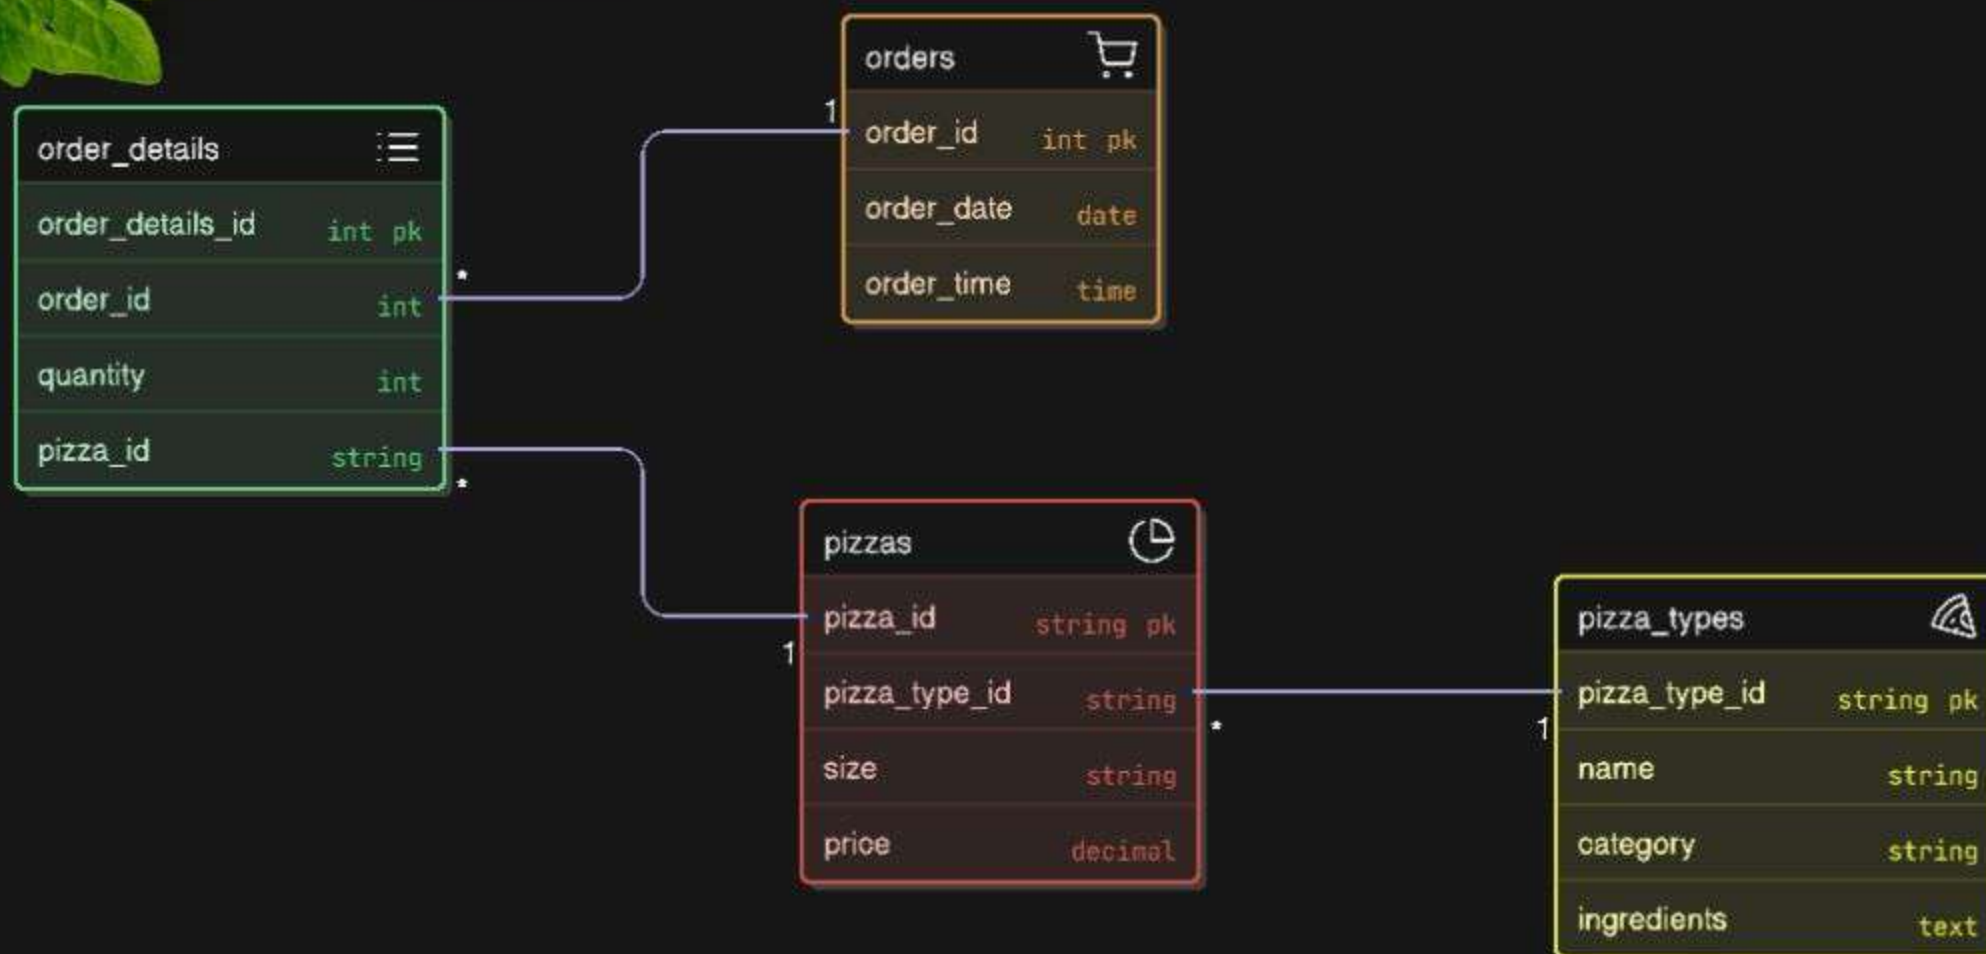 order_details
order_details_id int pk
*
order_id int
quantity int
pizza_id string
*
orders
1
order_id int pk
order_date date
order_time time
pizzas
pizza_id string pk
1
pizza_type_id string
*
size string
price decimal
pizza_types
pizza_type_id string pk
1
name string
category string
ingredients text